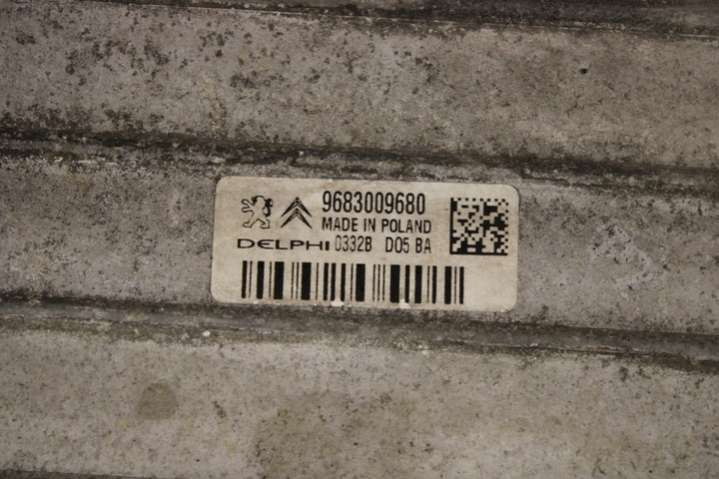 9683009680
MADE IN POLAND
DELPHI 0332B D05 BA